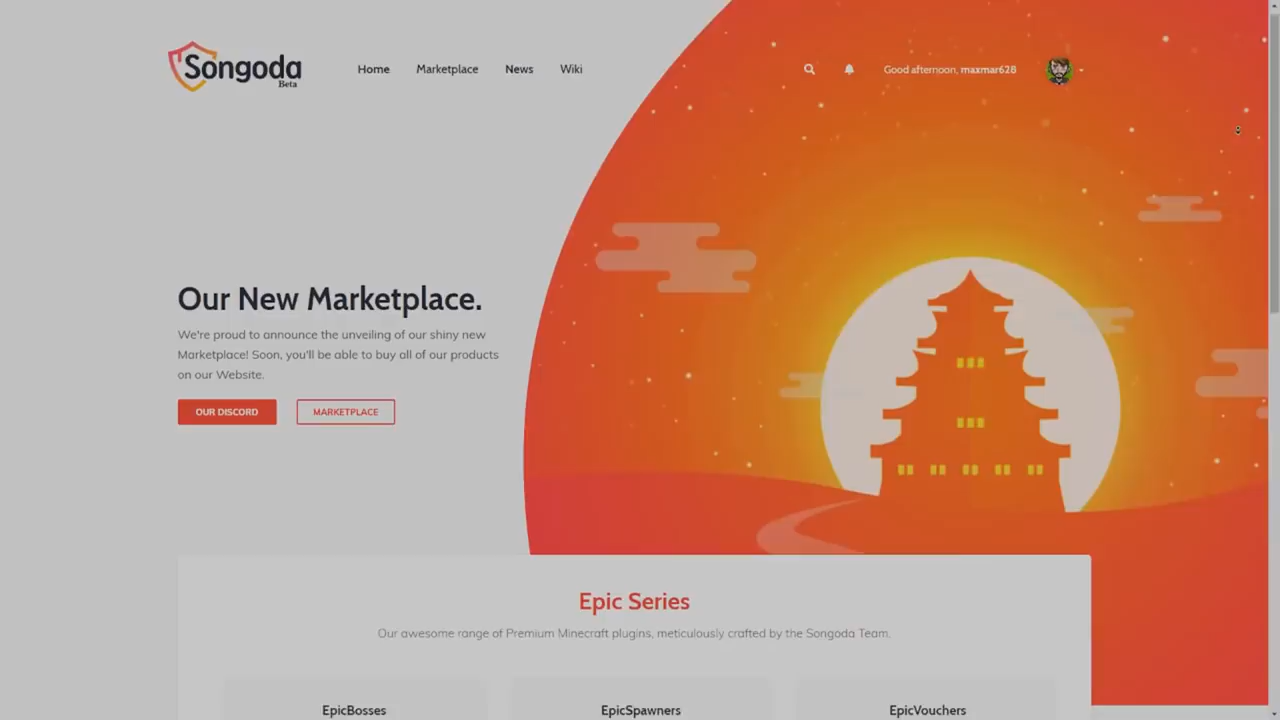 Songoda
Beta
Home
Marketplace
News
Wiki
Good afternoon, maxmar628
Our New Marketplace.
We're proud to announce the unveiling of our shiny new
Marketplace! Soon, you'll be able to buy all of our products
on our Website.
OUR DISCORD
MARKETPLACE
Epic Series
Our awesome range of Premium Minecraft plugins, meticulously crafted by the Songoda Team.
EpicBosses
EpicSpawners
EpicVouchers